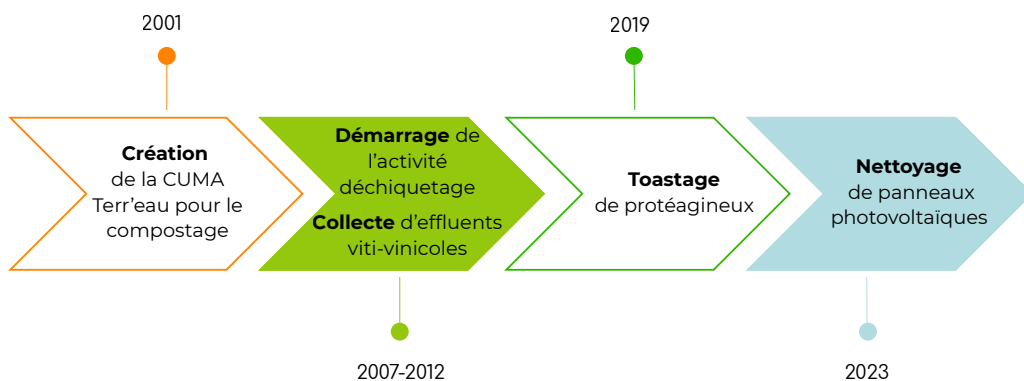 2001
Création
de la CUMA
Terr'eau pour le
compostage
Démarrage de
l'activité
déchiquetage
Collecte d'effluents
viti-vinicoles
2007-2012
2019
Toastage
de protéagineux
Nettoyage
de panneaux
photovoltaïques
2023